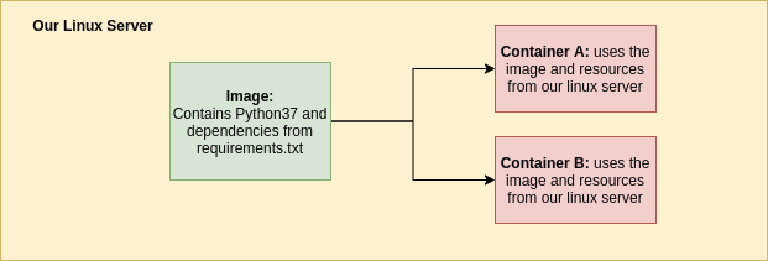 Our Linux Server
Image:
Contains Python37 and
dependencies from
requirements.txt
Container A: uses the
image and resources
from our linux server
Container B: uses the
image and resources
from our linux server